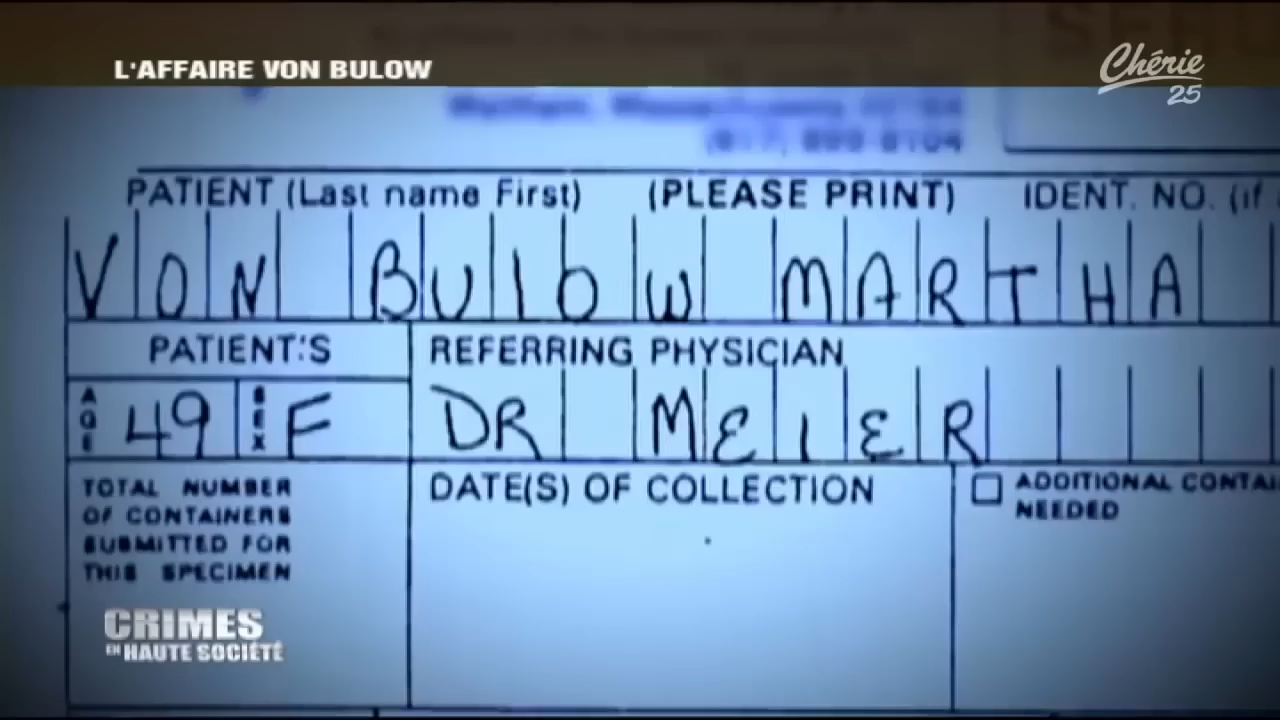 L'AFFAIRE VON BULOW
Chérie
25
PATIENT (Last name First) (PLEASE PRINT) IDENT. NO. (if
VON BULOW MARTHA
PATIENT'S REFERRING PHYSICIAN
AGE 49 SEX F DR MEIER
TOTAL NUMBER
OF CONTAINERS
SUBMITTED FOR
THIS SPECIMEN
DATE(S) OF COLLECTION
ADDITIONAL CONTAI
NEEDED
CRIMES
EN HAUTE SOCIÉTÉ